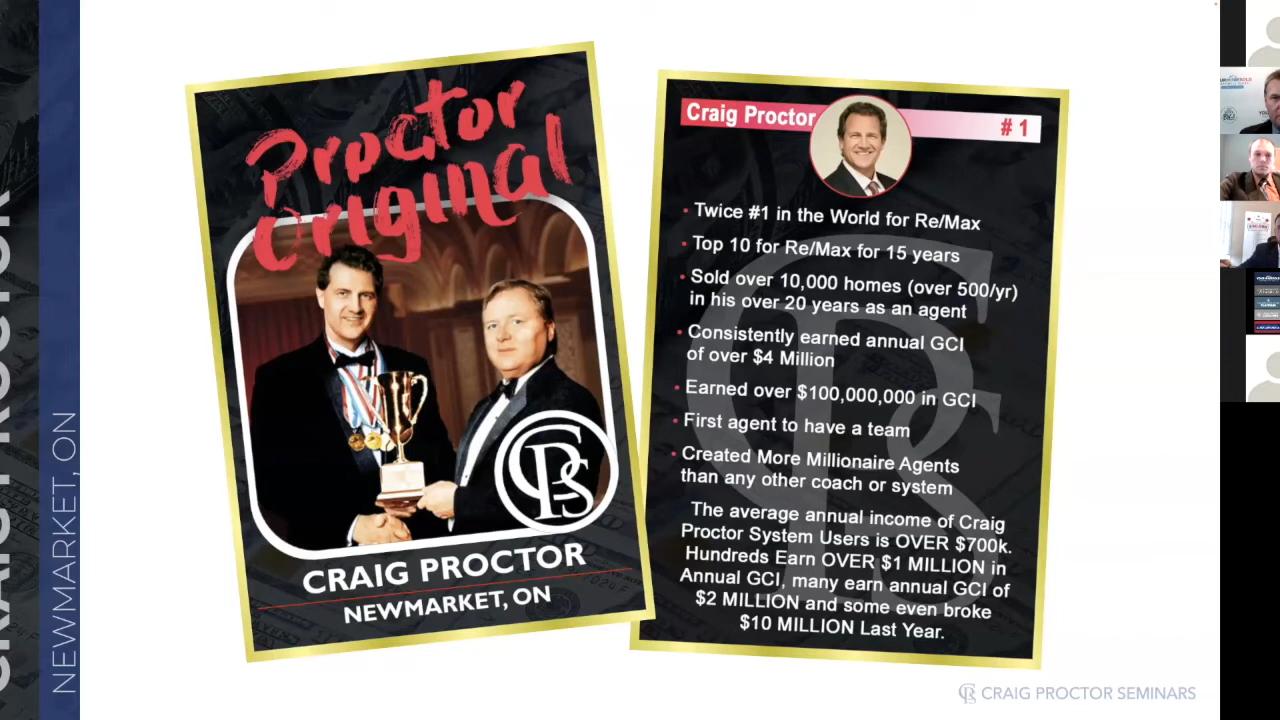 CRAIG PROCTOR
NEWMARKET, ON
Proctor
Original
CPS
CRAIG PROCTOR
NEWMARKET, ON
Craig Proctor
# 1
• Twice #1 in the World for Re/Max
• Top 10 for Re/Max for 15 years
• Sold over 10,000 homes (over 500/yr)
in his over 20 years as an agent
• Consistently earned annual GCI
of over $4 Million
• Earned over $100,000,000 in GCI
• First agent to have a team
• Created More Millionaire Agents
than any other coach or system
The average annual income of Craig
Proctor System Users is OVER $700k.
Hundreds Earn OVER $1 MILLION in
Annual GCI, many earn annual GCI of
$2 MILLION and some even broke
$10 MILLION Last Year.
CPS CRAIG PROCTOR SEMINARS